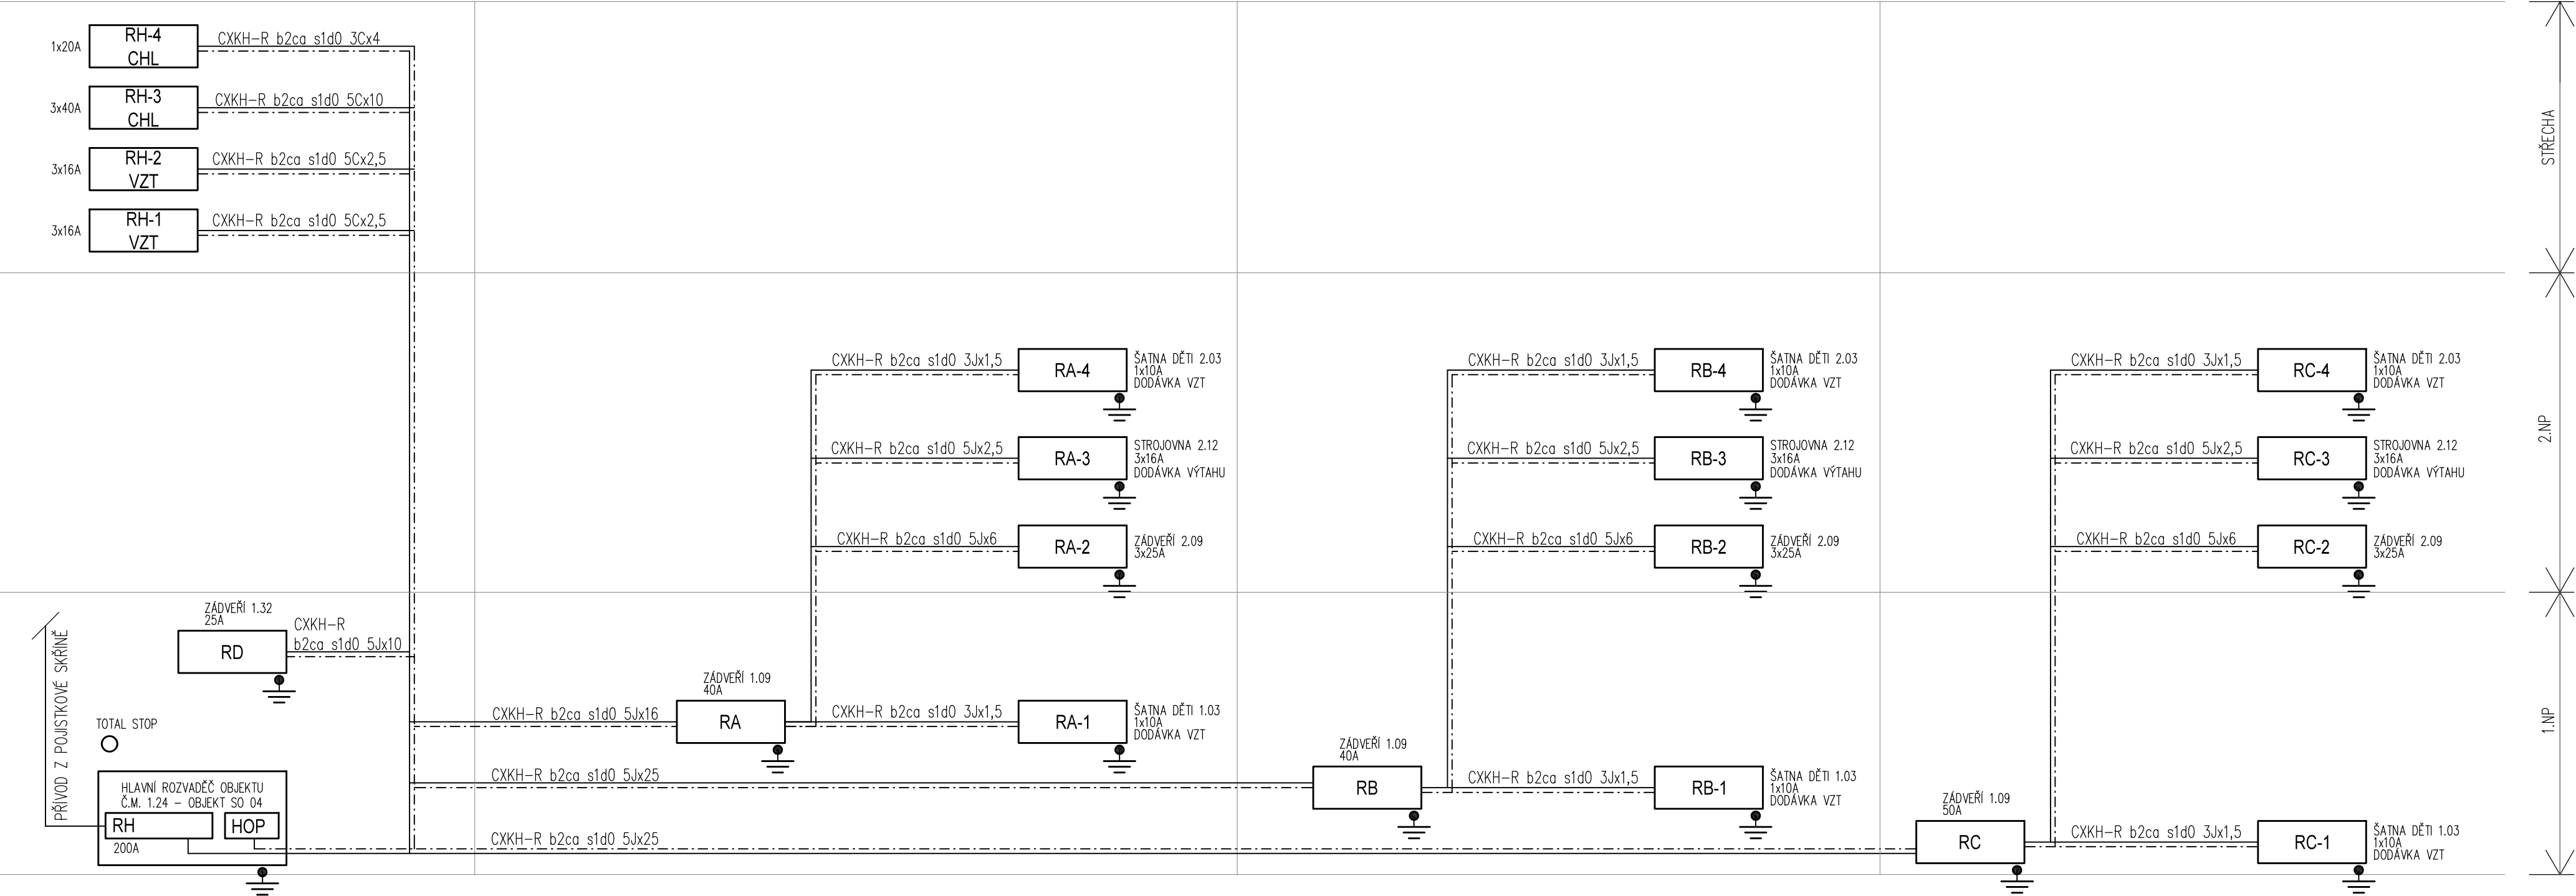 1x20A
RH-4
CHL
CXKH-R b2ca s1d0 3Cx4
3x40A
RH-3
CHL
CXKH-R b2ca s1d0 5Cx10
3x16A
RH-2
VZT
CXKH-R b2ca s1d0 5Cx2,5
3x16A
RH-1
VZT
CXKH-R b2ca s1d0 5Cx2,5
STŘECHA
CXKH-R b2ca s1d0 3Jx1,5
RA-4
ŠATNA DĚTI 2.03
1x10A
DODÁVKA VZT
CXKH-R b2ca s1d0 5Jx2,5
RA-3
STROJOVNA 2.12
3x16A
DODÁVKA VÝTAHU
CXKH-R b2ca s1d0 5Jx6
RA-2
ZÁDVEŘÍ 2.09
3x25A
CXKH-R b2ca s1d0 3Jx1,5
RB-4
ŠATNA DĚTI 2.03
1x10A
DODÁVKA VZT
CXKH-R b2ca s1d0 5Jx2,5
RB-3
STROJOVNA 2.12
3x16A
DODÁVKA VÝTAHU
CXKH-R b2ca s1d0 5Jx6
RB-2
ZÁDVEŘÍ 2.09
3x25A
CXKH-R b2ca s1d0 3Jx1,5
RC-4
ŠATNA DĚTI 2.03
1x10A
DODÁVKA VZT
CXKH-R b2ca s1d0 5Jx2,5
RC-3
STROJOVNA 2.12
3x16A
DODÁVKA VÝTAHU
CXKH-R b2ca s1d0 5Jx6
RC-2
ZÁDVEŘÍ 2.09
3x25A
2.NP
PŘÍVOD Z POJISTKOVÉ SKŘÍNĚ
ZÁDVEŘÍ 1.32
25A
RD
CXKH-R
b2ca s1d0 5Jx10
TOTAL STOP
HLAVNÍ ROZVADĚČ OBJEKTU
Č.M. 1.24 - OBJEKT SO 04
RH
HOP
200A
CXKH-R b2ca s1d0 5Jx16
ZÁDVEŘÍ 1.09
40A
RA
CXKH-R b2ca s1d0 3Jx1,5
RA-1
ŠATNA DĚTI 1.03
1x10A
DODÁVKA VZT
CXKH-R b2ca s1d0 5Jx25
ZÁDVEŘÍ 1.09
40A
RB
CXKH-R b2ca s1d0 3Jx1,5
RB-1
ŠATNA DĚTI 1.03
1x10A
DODÁVKA VZT
CXKH-R b2ca s1d0 5Jx25
ZÁDVEŘÍ 1.09
50A
RC
CXKH-R b2ca s1d0 3Jx1,5
RC-1
ŠATNA DĚTI 1.03
1x10A
DODÁVKA VZT
1.NP